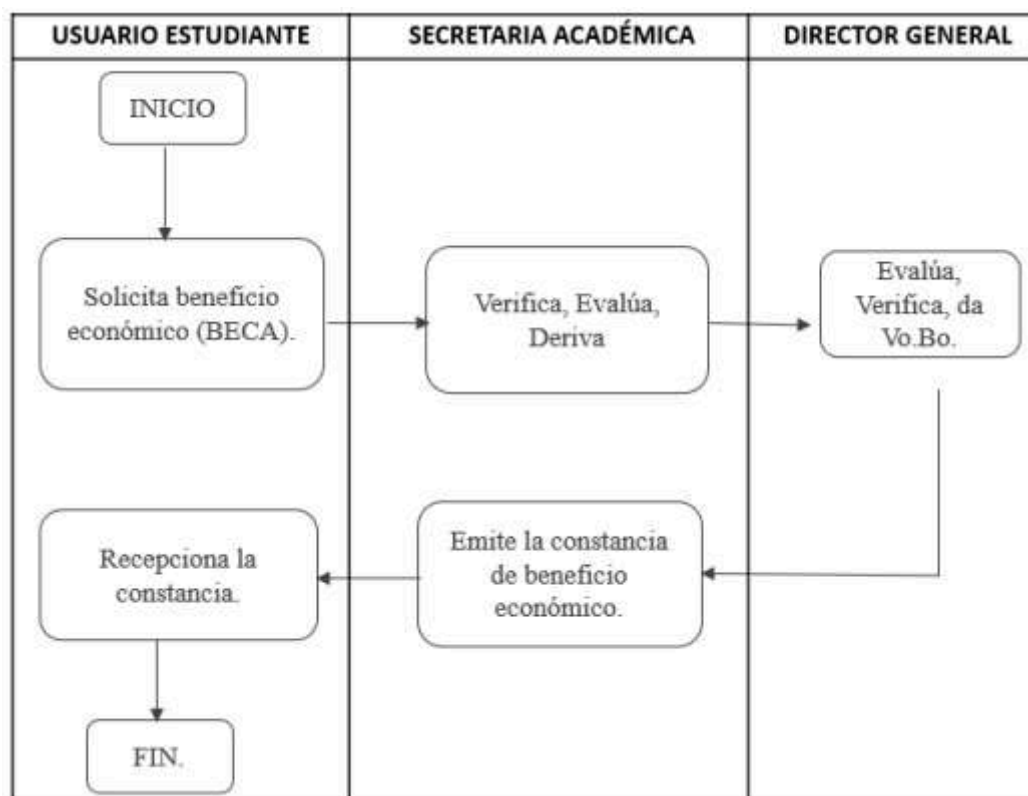 USUARIO ESTUDIANTE
SECRETARIA ACADÉMICA
DIRECTOR GENERAL
INICIO
Solicita beneficio
económico (BECA).
Verifica, Evalúa,
Deriva
Evalúa,
Verifica, da
Vo.Bo.
Emite la constancia
de beneficio
económico.
Recepciona la
constancia.
FIN.